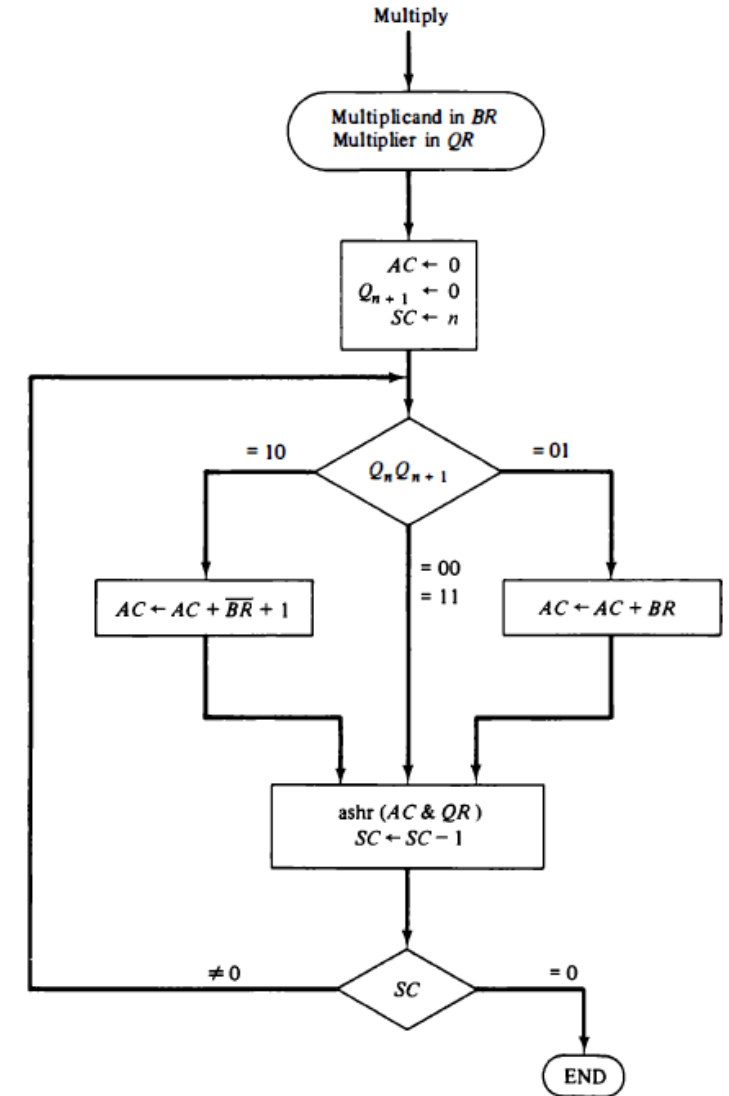 Multiply
Multiplicand in BR
Multiplier in QR
AC ← 0
Qₙ₊₁ ← 0
SC ← n
= 10
QₙQₙ₊₁
= 01
= 00
= 11
AC ← AC + B̅R̅ + 1
AC ← AC + BR
ashr (AC & QR)
SC ← SC − 1
≠ 0
SC
= 0
END